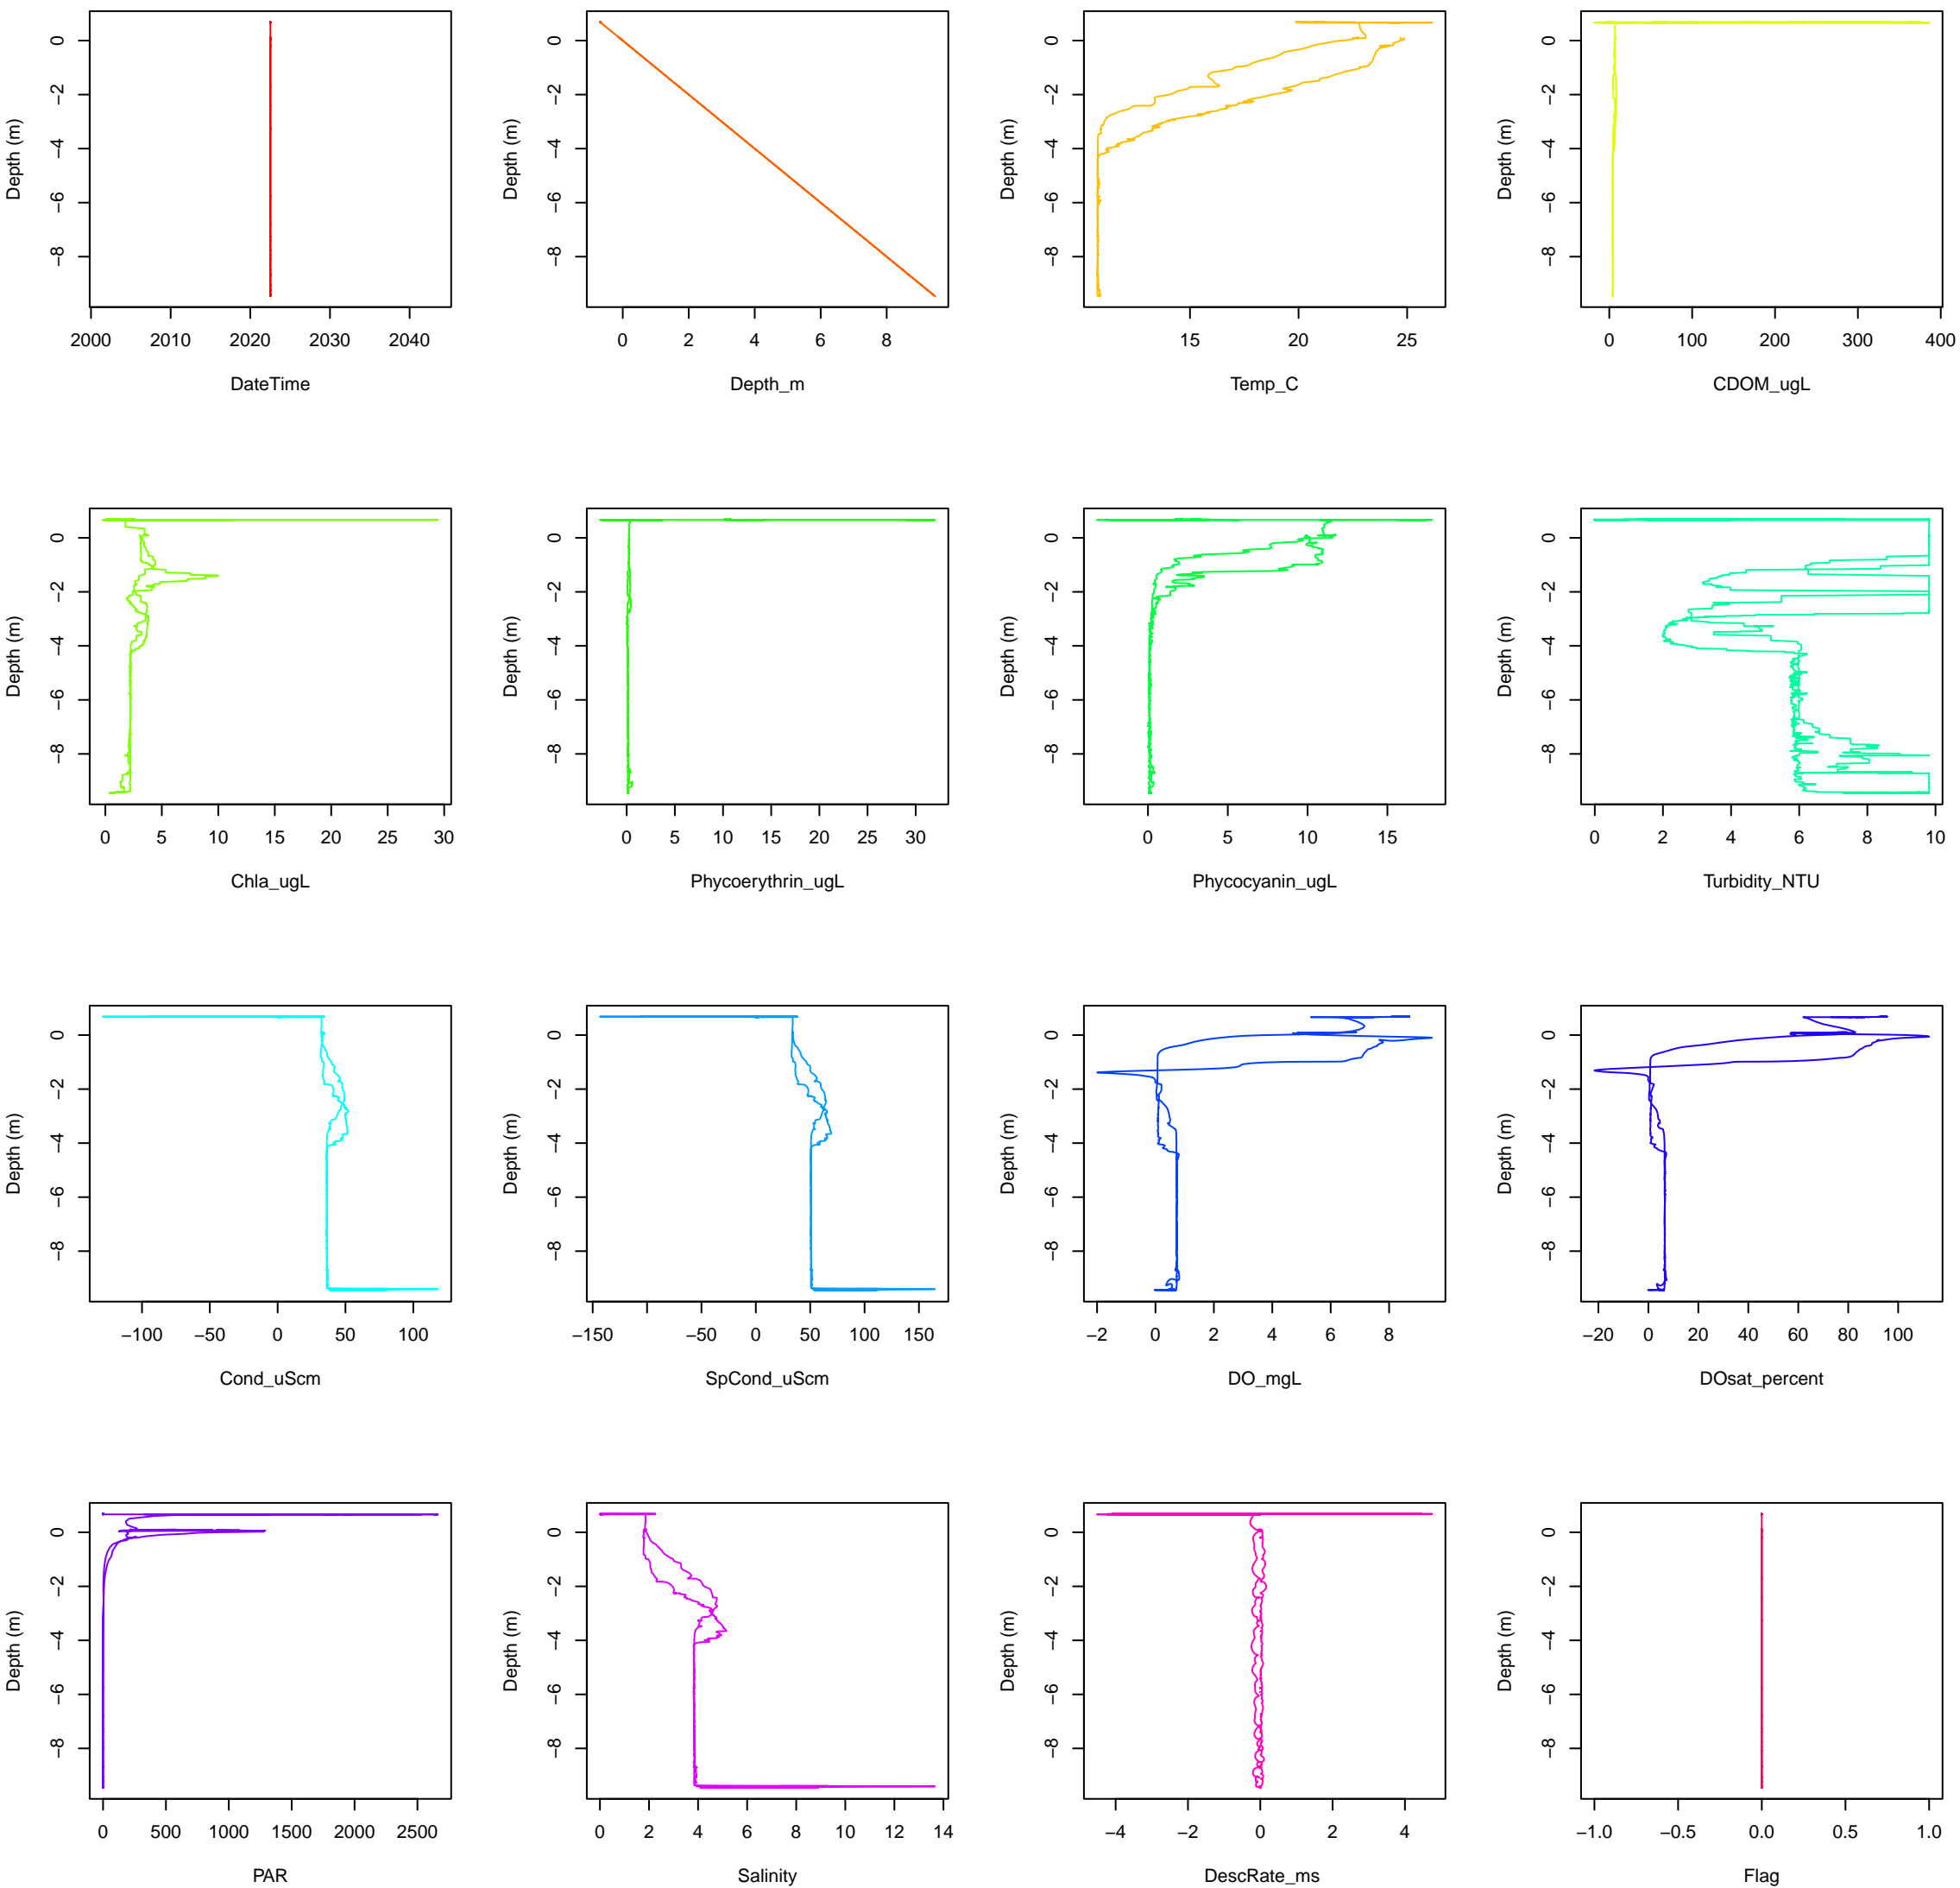 Depth (m) Depth (m) Depth (m) Depth (m)
0 0 0 0
−2 −2 −2 −2
−4 −4 −4 −4
−6 −6 −6 −6
−8 −8 −8 −8
2000 2010 2020 2030 2040 0 2 4 6 8 15 20 25 0 100 200 300 400
DateTime Depth_m Temp_C CDOM_ugL
Depth (m) Depth (m) Depth (m) Depth (m)
0 0 0 0
−2 −2 −2 −2
−4 −4 −4 −4
−6 −6 −6 −6
−8 −8 −8 −8
0 5 10 15 20 25 30 0 5 10 15 20 25 30 0 5 10 15 0 2 4 6 8 10
Chla_ugL Phycoerythrin_ugL Phycocyanin_ugL Turbidity_NTU
Depth (m) Depth (m) Depth (m) Depth (m)
0 0 0 0
−2 −2 −2 −2
−4 −4 −4 −4
−6 −6 −6 −6
−8 −8 −8 −8
−100 −50 0 50 100 −150 −50 0 50 100 150 −2 0 2 4 6 8 −20 0 20 40 60 80 100
Cond_uScm SpCond_uScm DO_mgL DOsat_percent
Depth (m) Depth (m) Depth (m) Depth (m)
0 0 0 0
−2 −2 −2 −2
−4 −4 −4 −4
−6 −6 −6 −6
−8 −8 −8 −8
0 500 1000 1500 2000 2500 0 2 4 6 8 10 12 14 −4 −2 0 2 4 −1.0 −0.5 0.0 0.5 1.0
PAR Salinity DescRate_ms Flag